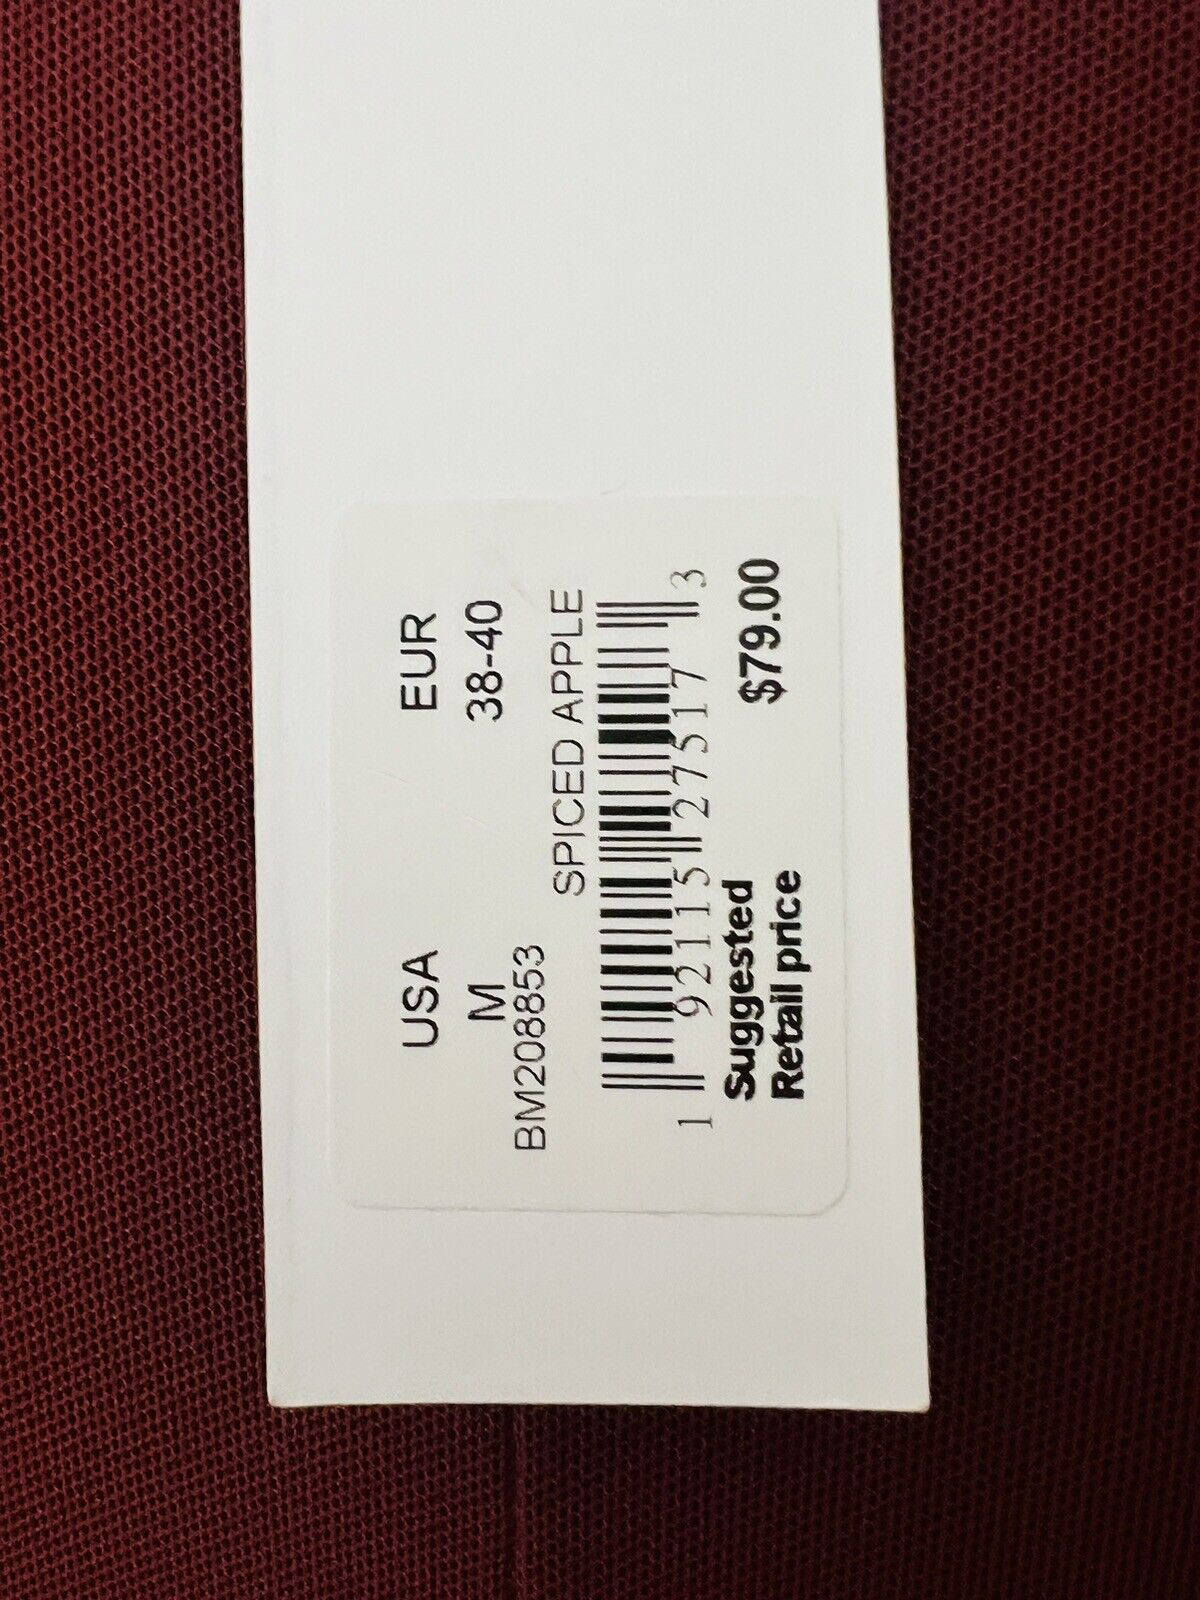 USA EUR
M 38-40
BM208853
SPICED APPLE
1 92115 27517 3
Suggested
Retail price $79.00